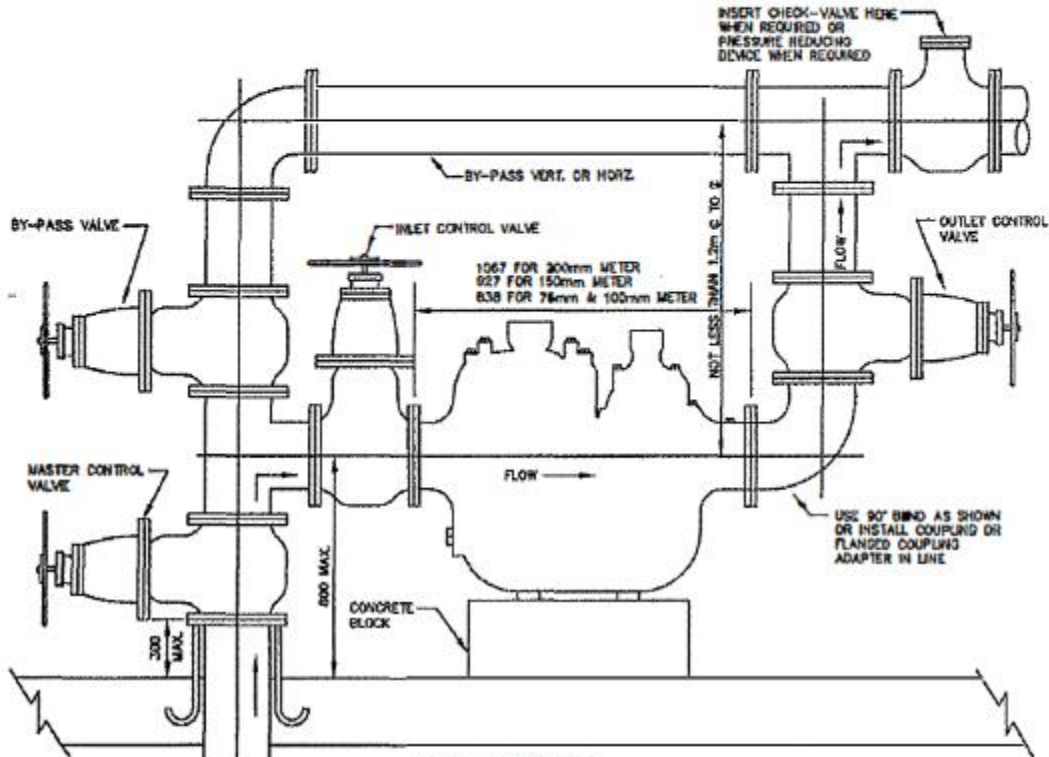 INSERT CHECK-VALVE HERE
WHEN REQUIRED OR
PRESSURE REDUCING
DEVICE WHEN REQUIRED
BY-PASS VERT. OR HORZ.
BY-PASS VALVE
INLET CONTROL VALVE
OUTLET CONTROL
VALVE
FLOW
1067 FOR 200mm METER
927 FOR 150mm METER
838 FOR 75mm & 100mm METER
NOT LESS THAN 1.2m ℄ TO ℄
MASTER CONTROL
VALVE
FLOW
USE 90° BEND AS SHOWN
OR INSTALL COUPLING OR
FLANGED COUPLING
ADAPTER IN LINE
800 MAX.
CONCRETE
BLOCK
300
MAX.